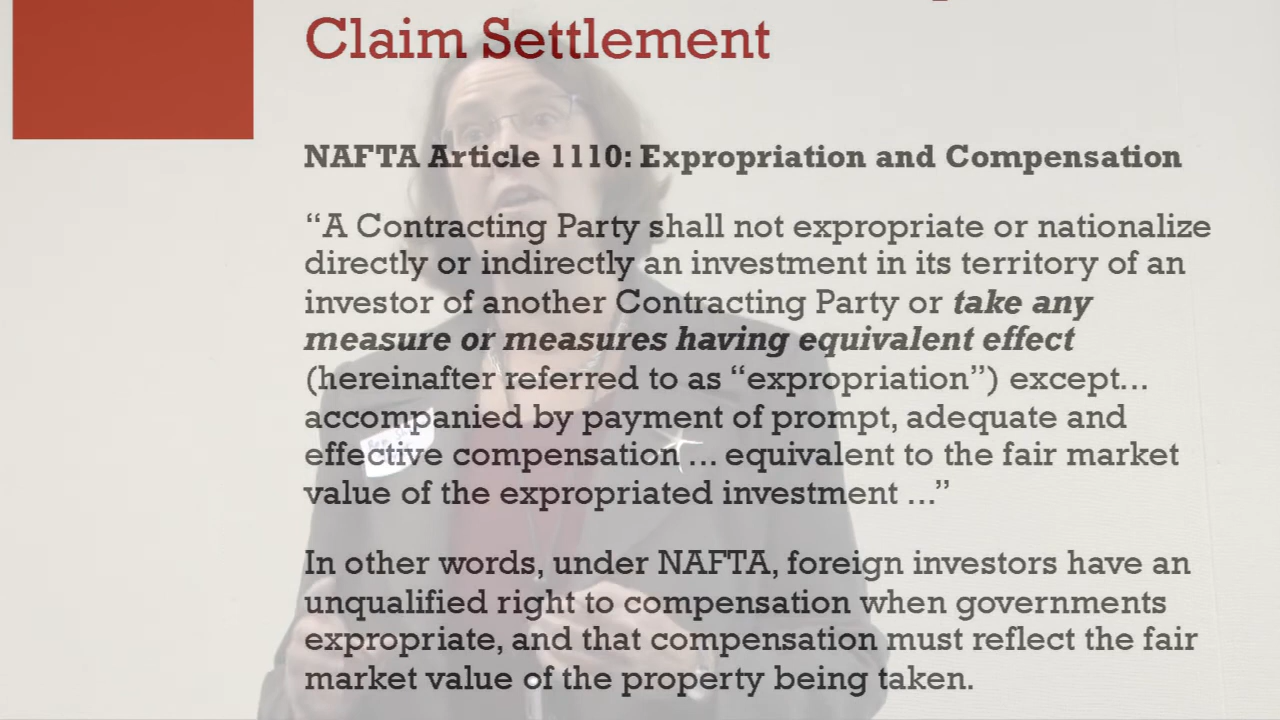 Claim Settlement
NAFTA Article 1110: Expropriation and Compensation
“A Contracting Party shall not expropriate or nationalize
directly or indirectly an investment in its territory of an
investor of another Contracting Party or take any
measure or measures having equivalent effect
(hereinafter referred to as “expropriation”) except...
accompanied by payment of prompt, adequate and
effective compensation ... equivalent to the fair market
value of the expropriated investment ...”
In other words, under NAFTA, foreign investors have an
unqualified right to compensation when governments
expropriate, and that compensation must reflect the fair
market value of the property being taken.